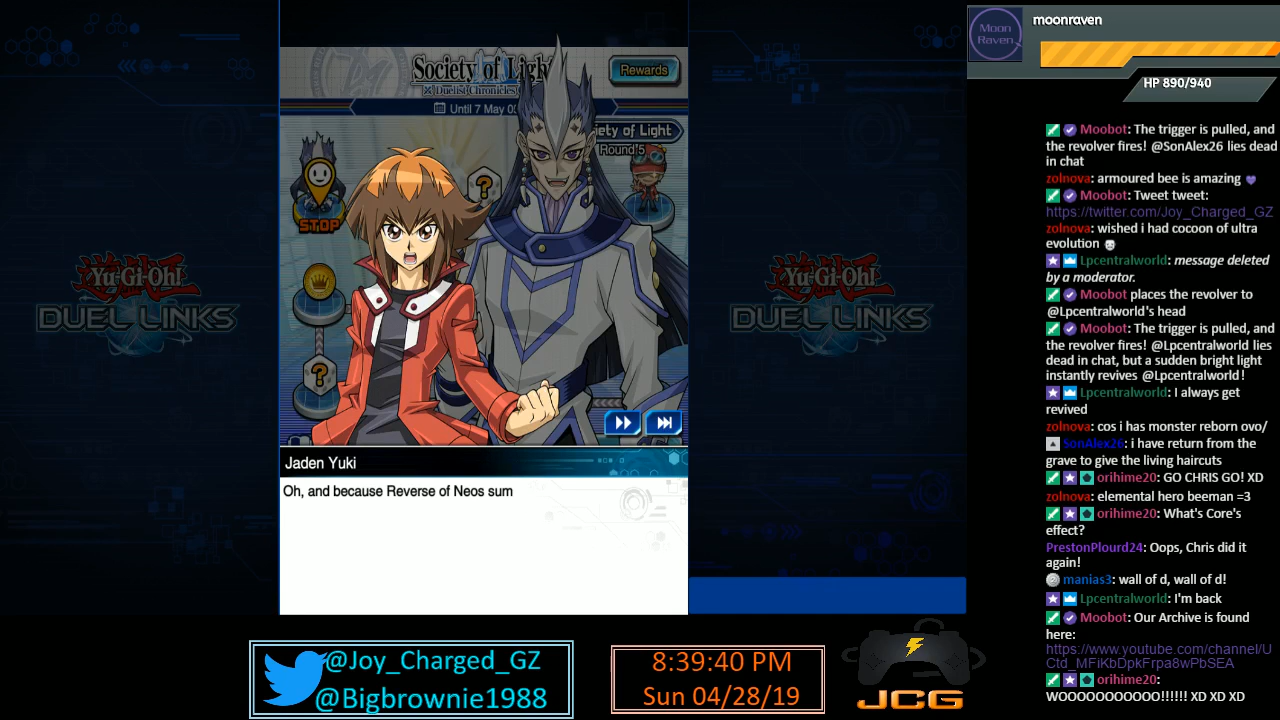 Society of Light
Duelist Chronicles
Rewards
Until 7 May 0
iety of Light
Round 5
STOP
?
?
Yu-Gi-Oh!
DUEL LINKS
Yu-Gi-Oh!
DUEL LINKS
Jaden Yuki
Oh, and because Reverse of Neos sum
@Joy_Charged_GZ
@Bigbrownie1988
8:39:40 PM
Sun 04/28/19
JCG
Moon
Raven
moonraven
HP 890/940
Moobot: The trigger is pulled, and
the revolver fires! @SonAlex26 lies dead
in chat
zolnova: armoured bee is amazing
Moobot: Tweet tweet:
https://twitter.com/Joy_Charged_GZ
zolnova: wished i had cocoon of ultra
evolution
Lpcentralworld: message deleted
by a moderator.
Moobot places the revolver to
@Lpcentralworld's head
Moobot: The trigger is pulled, and
the revolver fires! @Lpcentralworld lies
dead in chat, but a sudden bright light
instantly revives @Lpcentralworld!
Lpcentralworld: I always get
revived
zolnova: cos i has monster reborn ovo/
SonAlex26: i have return from the
grave to give the living haircuts
orihime20: GO CHRIS GO! XD
zolnova: elemental hero beeman =3
orihime20: What's Core's
effect?
PrestonPlourd24: Oops, Chris did it
again!
manias3: wall of d, wall of d!
Lpcentralworld: I'm back
Moobot: Our Archive is found
here:
https://www.youtube.com/channel/U
Ctd_MFiKbDpkFrpa8wPbSEA
orihime20:
WOOOOOOOOOOO!!!!!! XD XD XD